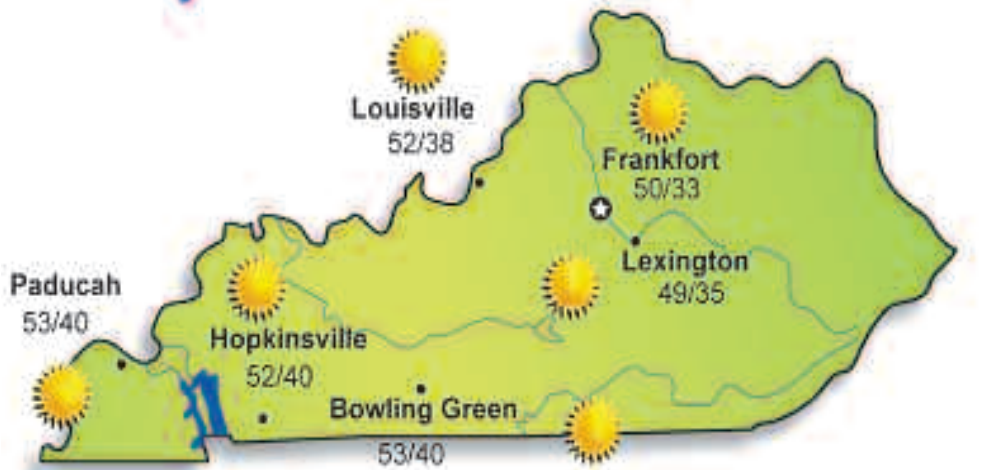 Louisville
52/38
Frankfort
50/33
Lexington
49/35
Paducah
53/40
Hopkinsville
52/40
Bowling Green
53/40